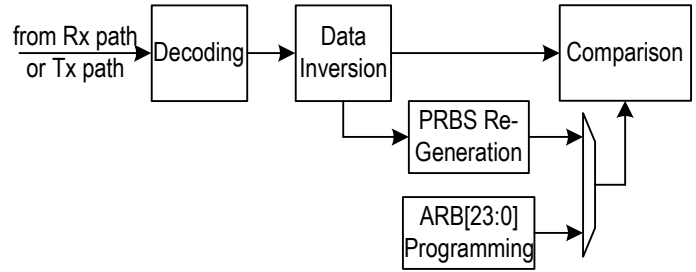 from Rx path
or Tx path
Decoding
Data
Inversion
Comparison
PRBS Re-
Generation
ARB[23:0]
Programming